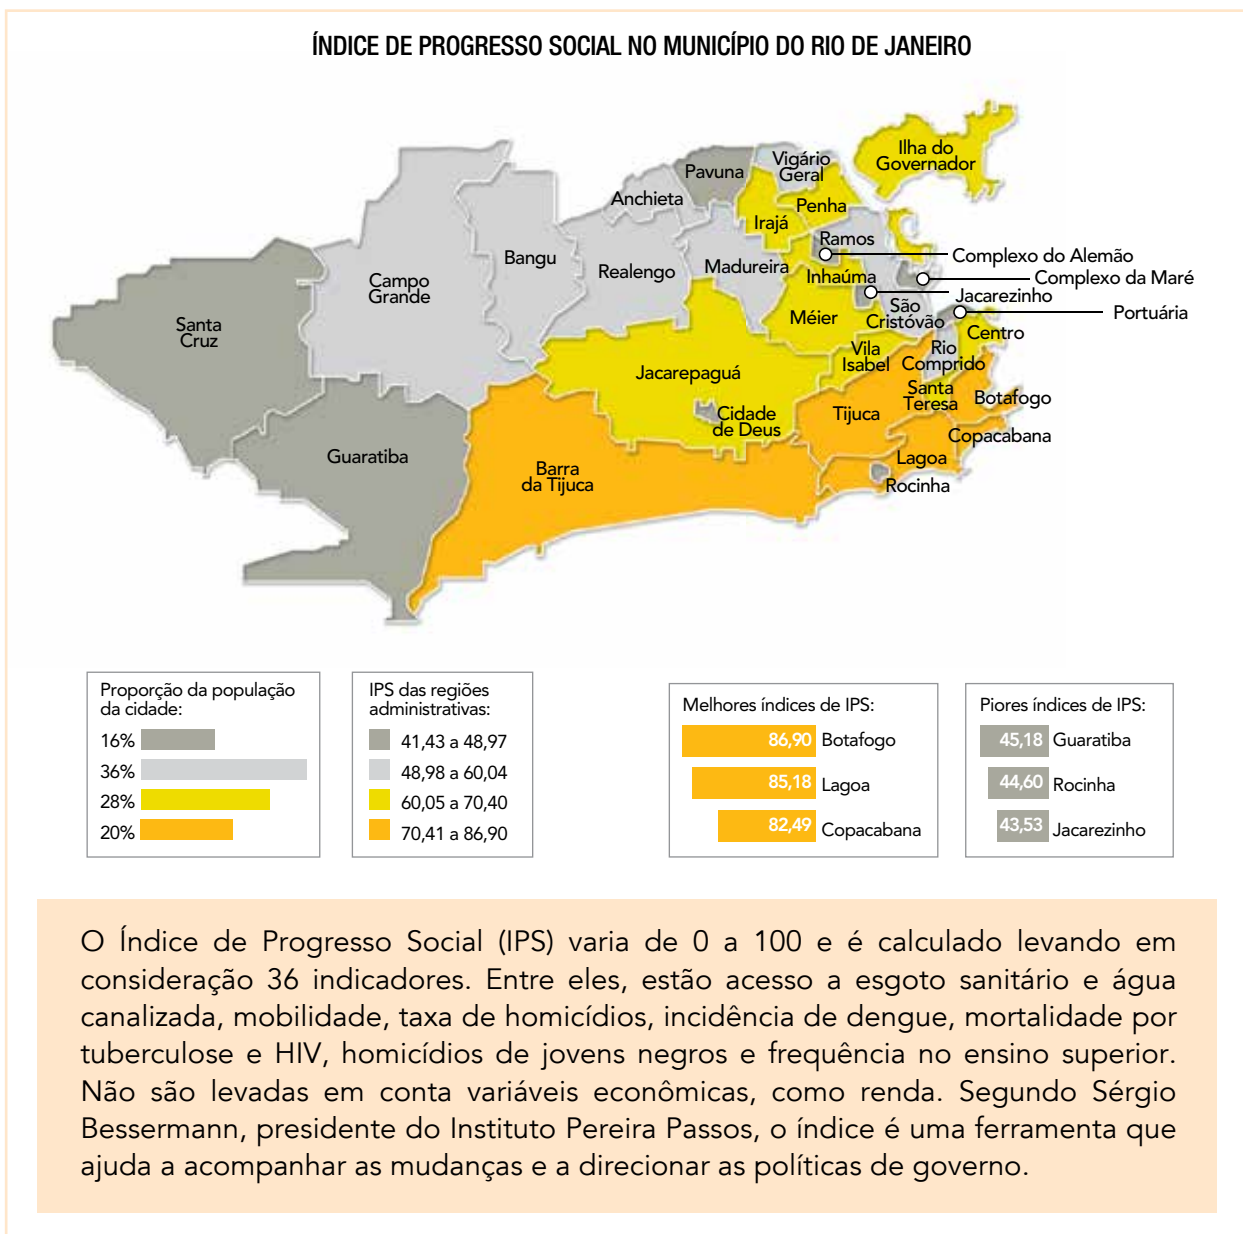 ÍNDICE DE PROGRESSO SOCIAL NO MUNICÍPIO DO RIO DE JANEIRO
Ilha do
Governador
Vigário
Geral
Pavuna
Anchieta
Penha
Irajá
Ramos
Complexo do Alemão
Bangu
Realengo
Madureira
Inhaúma
Complexo da Maré
Campo
Grande
Jacarezinho
São
Cristóvão
Portuária
Méier
Santa
Cruz
Centro
Vila
Isabel
Rio
Comprido
Jacarepaguá
Santa
Teresa
Botafogo
Cidade
de Deus
Tijuca
Copacabana
Guaratiba
Lagoa
Barra
da Tijuca
Rocinha
Proporção da população
da cidade:
16%
36%
28%
20%
IPS das regiões
administrativas:
41,43 a 48,97
48,98 a 60,04
60,05 a 70,40
70,41 a 86,90
Melhores índices de IPS:
86,90 Botafogo
85,18 Lagoa
82,49 Copacabana
Piores índices de IPS:
45,18 Guaratiba
44,60 Rocinha
43,53 Jacarezinho
O Índice de Progresso Social (IPS) varia de 0 a 100 e é calculado levando em
consideração 36 indicadores. Entre eles, estão acesso a esgoto sanitário e água
canalizada, mobilidade, taxa de homicídios, incidência de dengue, mortalidade por
tuberculose e HIV, homicídios de jovens negros e frequência no ensino superior.
Não são levadas em conta variáveis econômicas, como renda. Segundo Sérgio
Bessermann, presidente do Instituto Pereira Passos, o índice é uma ferramenta que
ajuda a acompanhar as mudanças e a direcionar as políticas de governo.